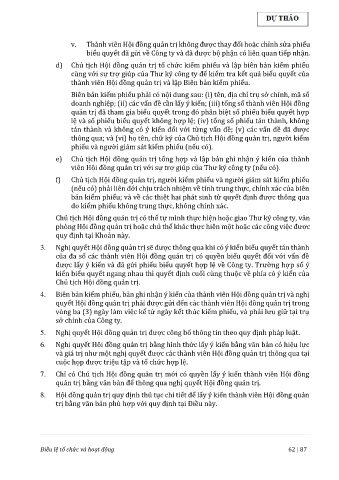 DỰ THẢO
v. Thành viên Hội đồng quản trị không được thay đổi hoặc chỉnh sửa phiếu
biểu quyết đã gửi về Công ty và đã được bộ phận có liên quan tiếp nhận.
d) Chủ tịch Hội đồng quản trị tổ chức kiểm phiếu và lập biên bản kiểm phiếu
cùng với sự trợ giúp của Thư ký công ty để kiểm tra kết quả biểu quyết của
thành viên Hội đồng quản trị và lập Biên bản kiểm phiếu.
Biên bản kiểm phiếu phải có nội dung sau: (i) tên, địa chỉ trụ sở chính, mã số
doanh nghiệp; (ii) các vấn đề cần lấy ý kiến; (iii) tổng số thành viên Hội đồng
quản trị đã tham gia biểu quyết trong đó phân biệt số phiếu biểu quyết hợp
lệ và số phiếu biểu quyết không hợp lệ; (iv) tổng số phiếu tán thành, không
tán thành và không có ý kiến đối với từng vấn đề; (v) các vấn đề đã được
thông qua; và (vi) họ tên, chữ ký của Chủ tịch Hội đồng quản trị, người kiểm
phiếu và người giám sát kiểm phiếu (nếu có).
e) Chủ tịch Hội đồng quản trị tổng hợp và lập bản ghi nhận ý kiến của thành
viên Hội đồng quản trị với sự trợ giúp của Thư ký công ty (nếu có).
f) Chủ tịch Hội đồng quản trị, người kiểm phiếu và người giám sát kiểm phiếu
(nếu có) phải liên đới chịu trách nhiệm về tính trung thực, chính xác của biên
bản kiểm phiếu; và về các thiệt hại phát sinh từ quyết định được thông qua
do kiểm phiếu không trung thực, không chính xác.
Chủ tịch Hội đồng quản trị có thể tự mình thực hiện hoặc giao Thư ký công ty, văn
phòng Hội đồng quản trị hoặc chủ thể khác thực hiện một hoặc các công việc được
quy định tại Khoản này.
3. Nghị quyết Hội đồng quản trị sẽ được thông qua khi có ý kiến biểu quyết tán thành
của đa số các thành viên Hội đồng quản trị có quyền biểu quyết đối với vấn đề
được lấy ý kiến và đã gửi phiếu biểu quyết hợp lệ về Công ty. Trường hợp số ý
kiến biểu quyết ngang nhau thì quyết định cuối cùng thuộc về phía có ý kiến của
Chủ tịch Hội đồng quản trị.
4. Biên bản kiểm phiếu, bản ghi nhận ý kiến của thành viên Hội đồng quản trị và nghị
quyết Hội đồng quản trị phải được gửi đến các thành viên Hội đồng quản trị trong
vòng ba (3) ngày làm việc kể từ ngày kết thúc kiểm phiếu, và phải lưu giữ tại trụ
sở chính của Công ty.
5. Nghị quyết Hội đồng quản trị được công bố thông tin theo quy định pháp luật.
6. Nghị quyết Hội đồng quản trị bằng hình thức lấy ý kiến bằng văn bản có hiệu lực
và giá trị như một nghị quyết được các thành viên Hội đồng quản trị thông qua tại
cuộc họp được triệu tập và tổ chức hợp lệ.
7. Chỉ có Chủ tịch Hội đồng quản trị mới có quyền lấy ý kiến thành viên Hội đồng
quản trị bằng văn bản để thông qua nghị quyết Hội đồng quản trị.
8. Hội đồng quản trị quy định thủ tục chi tiết để lấy ý kiến thành viên Hội đồng quản
trị bằng văn bản phù hợp với quy định tại Điều này.
Điều lệ tổ chức và hoạt động 62 | 87